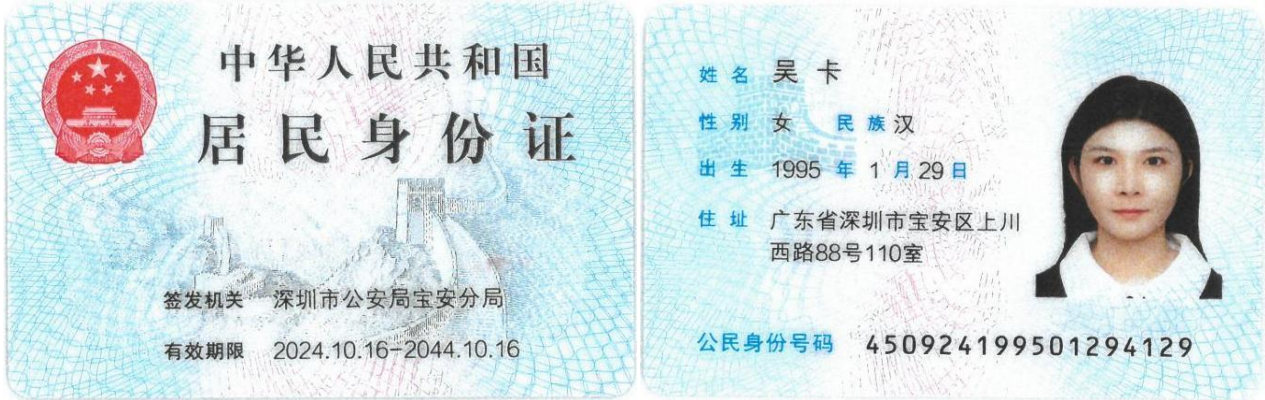 中华人民共和国
居民身份证
签发机关 深圳市公安局宝安分局
有效期限 2024.10.16-2044.10.16
姓名 吴卡
性别 女 民族 汉
出生 1995 年 1 月 29 日
住址 广东省深圳市宝安区上川
西路88号110室
公民身份号码 450924199501294129